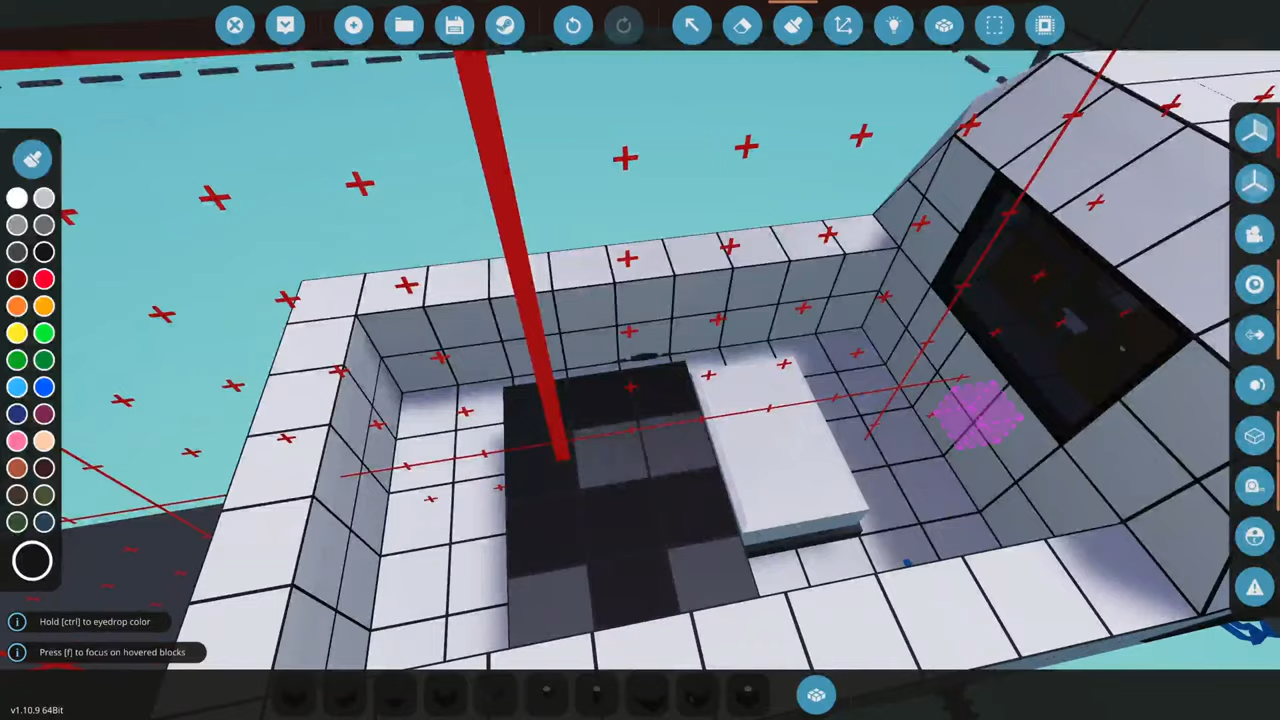 Hold [ctrl] to eyedrop color
Press [f] to focus on hovered blocks
v1.10.9 64Bit